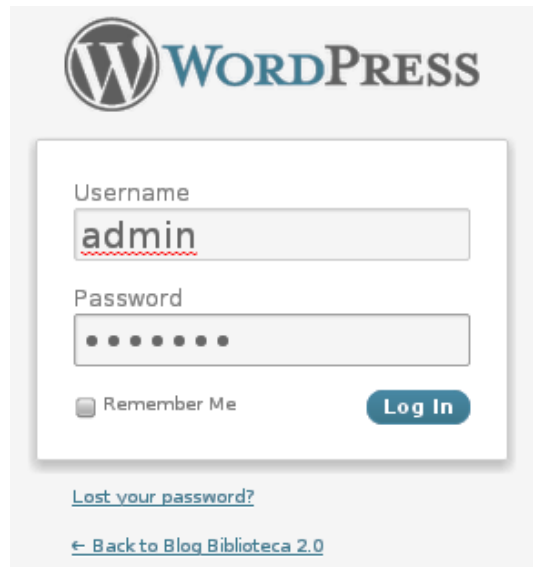 WORDPRESS
Username
admin
Password
•••••••
Remember Me
Log In
Lost your password?
← Back to Blog Biblioteca 2.0